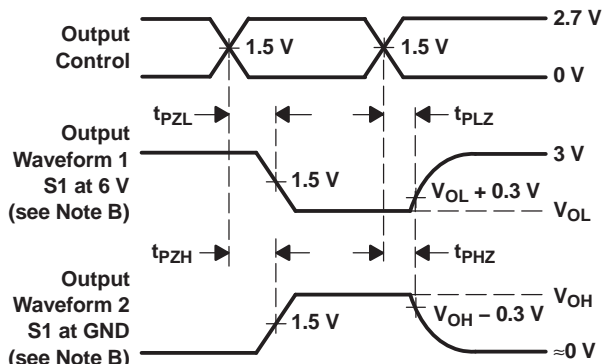 Output
Control
1.5 V
1.5 V
2.7 V
0 V
tPZL
tPLZ
Output
Waveform 1
S1 at 6 V
(see Note B)
1.5 V
3 V
VOL + 0.3 V
VOL
tPZH
tPHZ
Output
Waveform 2
S1 at GND
(see Note B)
1.5 V
VOH
VOH − 0.3 V
≈0 V